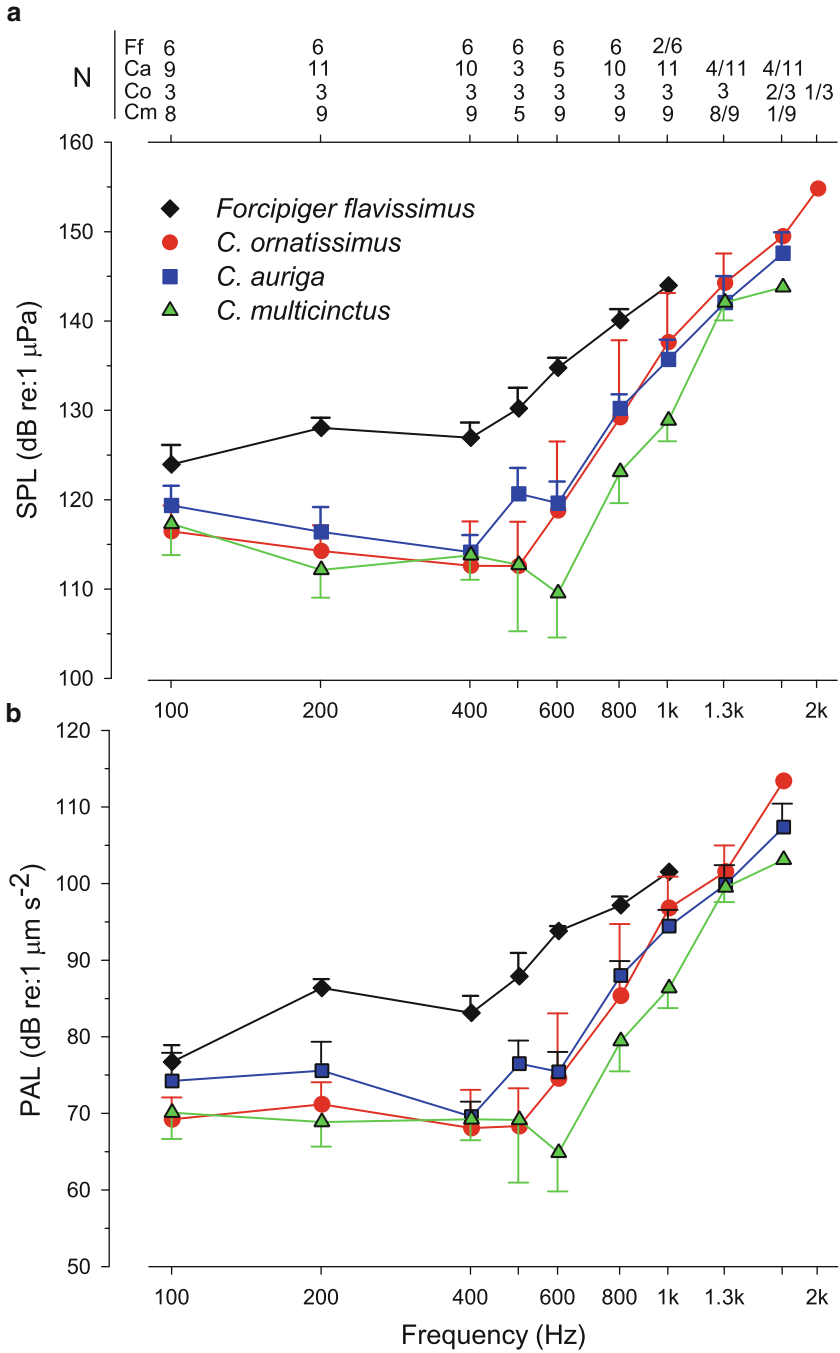 a
Ff 6 6 6 6 6 6 2/6
N
Ca 9 11 10 3 5 10 11 4/11 4/11
Co 3 3 3 3 3 3 3 3 2/3 1/3
Cm 8 9 9 5 9 9 9 8/9 1/9
160
150
140
130
120
110
100
SPL (dB re:1 µPa)
Forcipiger flavissimus
C. ornatissimus
C. auriga
C. multicinctus
100 200 400 600 800 1k 1.3k 2k
b
120
110
100
90
80
70
60
50
PAL (dB re:1 µm s-2)
100 200 400 600 800 1k 1.3k 2k
Frequency (Hz)